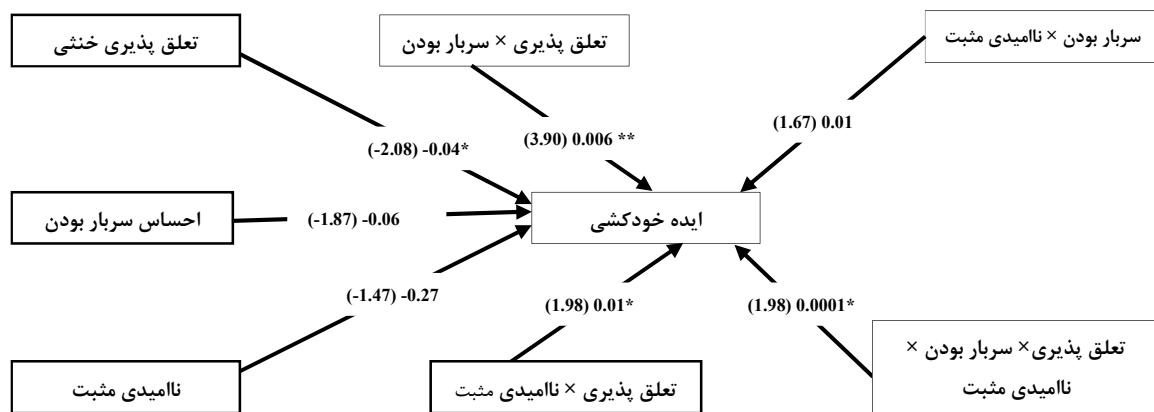 تعلق پذیری خنثی
تعلق پذیری × سربار بودن
سربار بودن × ناامیدی مثبت
(-2.08) -0.04*
(3.90) 0.006 **
(1.67) 0.01
احساس سربار بودن
(-1.87) -0.06
ایده خودکشی
(-1.47) -0.27
(1.98) 0.01*
(1.98) 0.0001*
ناامیدی مثبت
تعلق پذیری × ناامیدی مثبت
تعلق پذیری× سربار بودن ×
ناامیدی مثبت